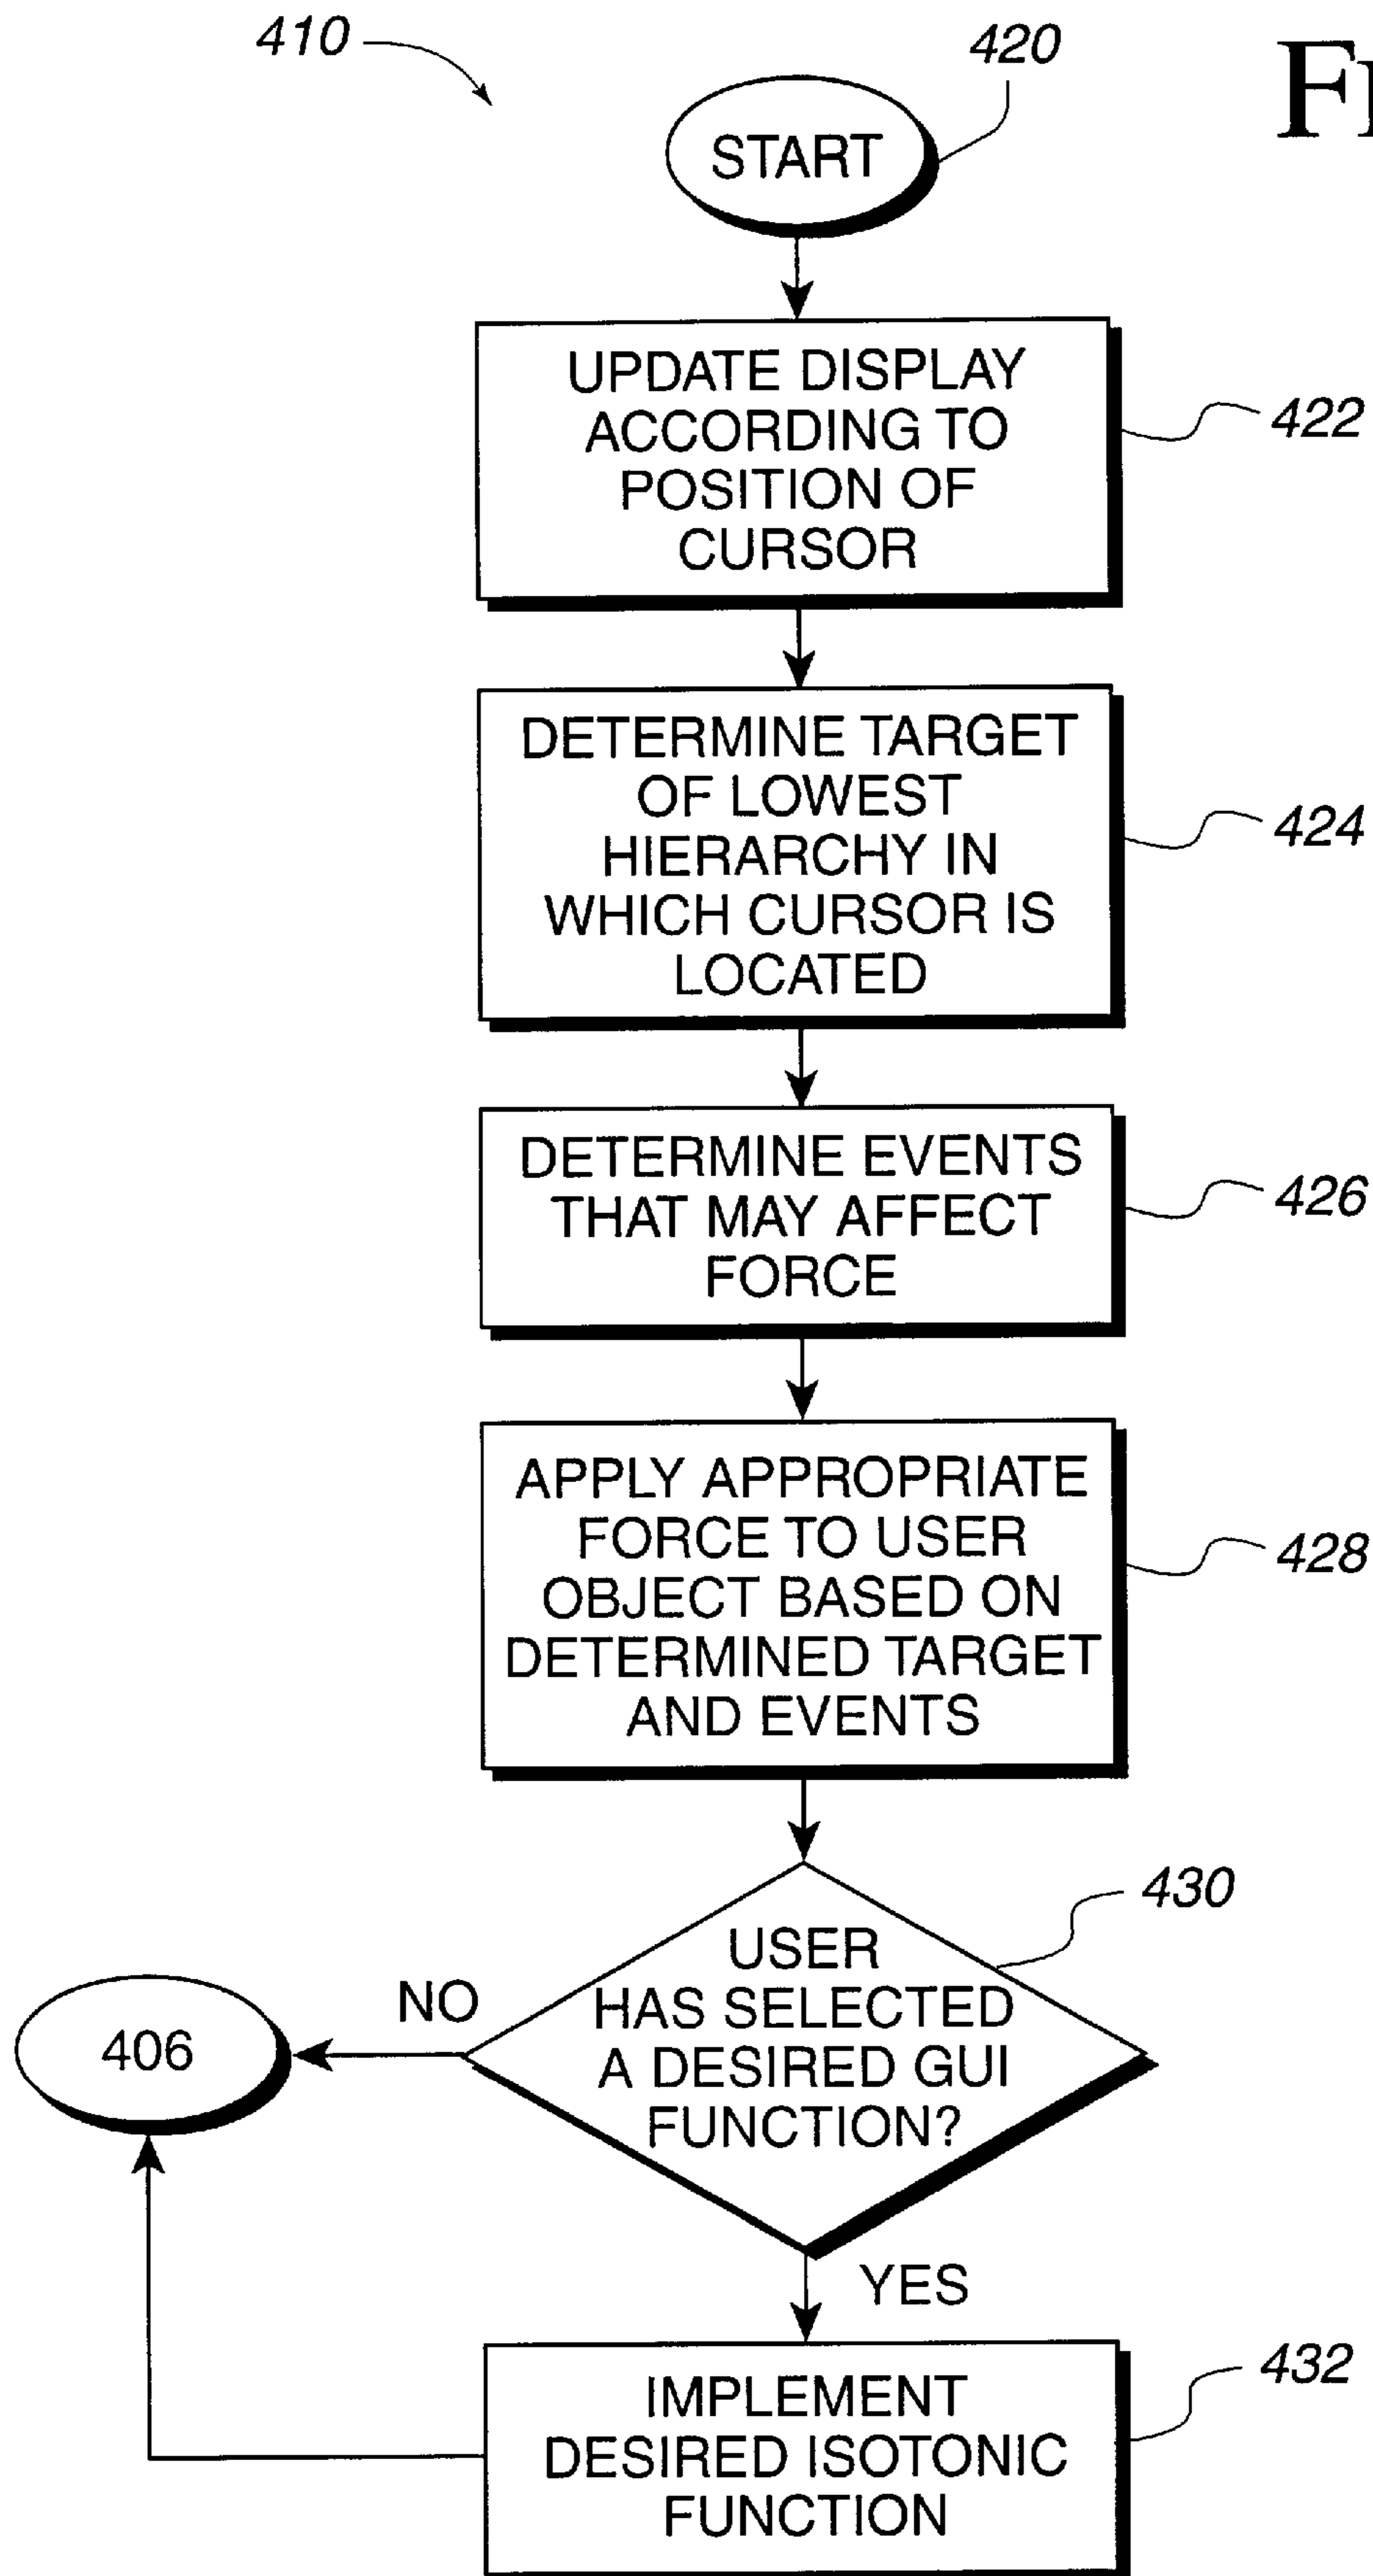 410
420
START
UPDATE DISPLAY
ACCORDING TO
POSITION OF
CURSOR
422
DETERMINE TARGET
OF LOWEST
HIERARCHY IN
WHICH CURSOR IS
LOCATED
424
DETERMINE EVENTS
THAT MAY AFFECT
FORCE
426
APPLY APPROPRIATE
FORCE TO USER
OBJECT BASED ON
DETERMINED TARGET
AND EVENTS
428
430
USER
HAS SELECTED
A DESIRED GUI
FUNCTION?
NO
406
YES
IMPLEMENT
DESIRED ISOTONIC
FUNCTION
432